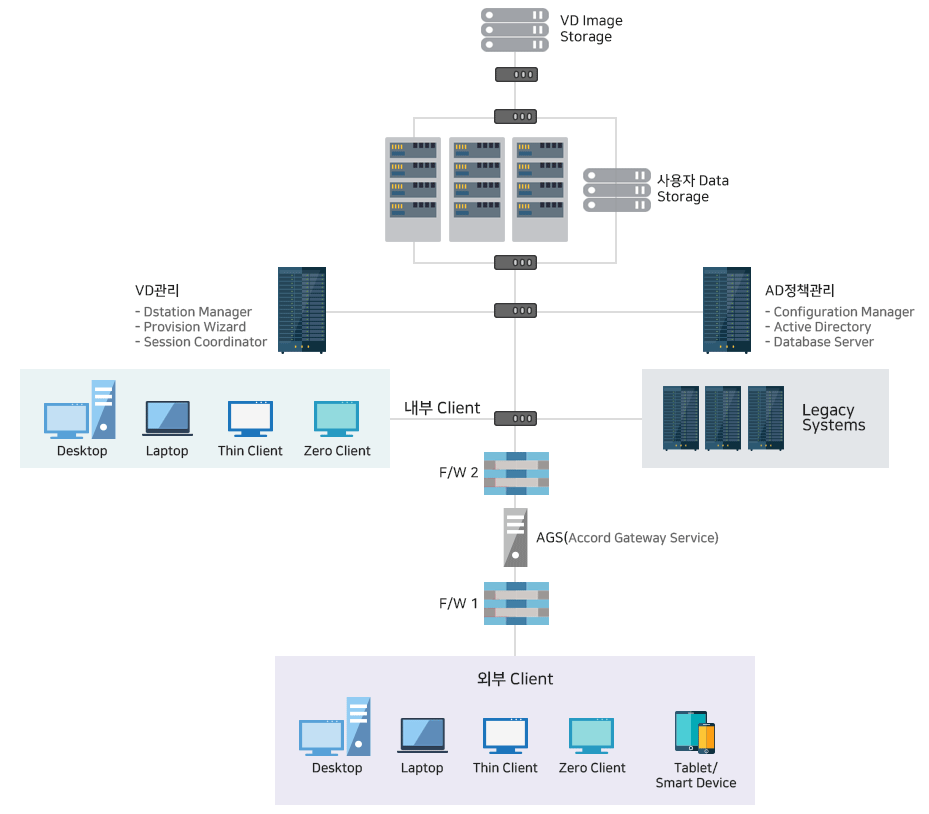 VD Image
Storage
사용자 Data
Storage
VD관리
- Dstation Manager
- Provision Wizard
- Session Coordinator
AD정책관리
- Configuration Manager
- Active Directory
- Database Server
내부 Client
Desktop
Laptop
Thin Client
Zero Client
Legacy
Systems
F/W 2
AGS(Accord Gateway Service)
F/W 1
외부 Client
Desktop
Laptop
Thin Client
Zero Client
Tablet/
Smart Device